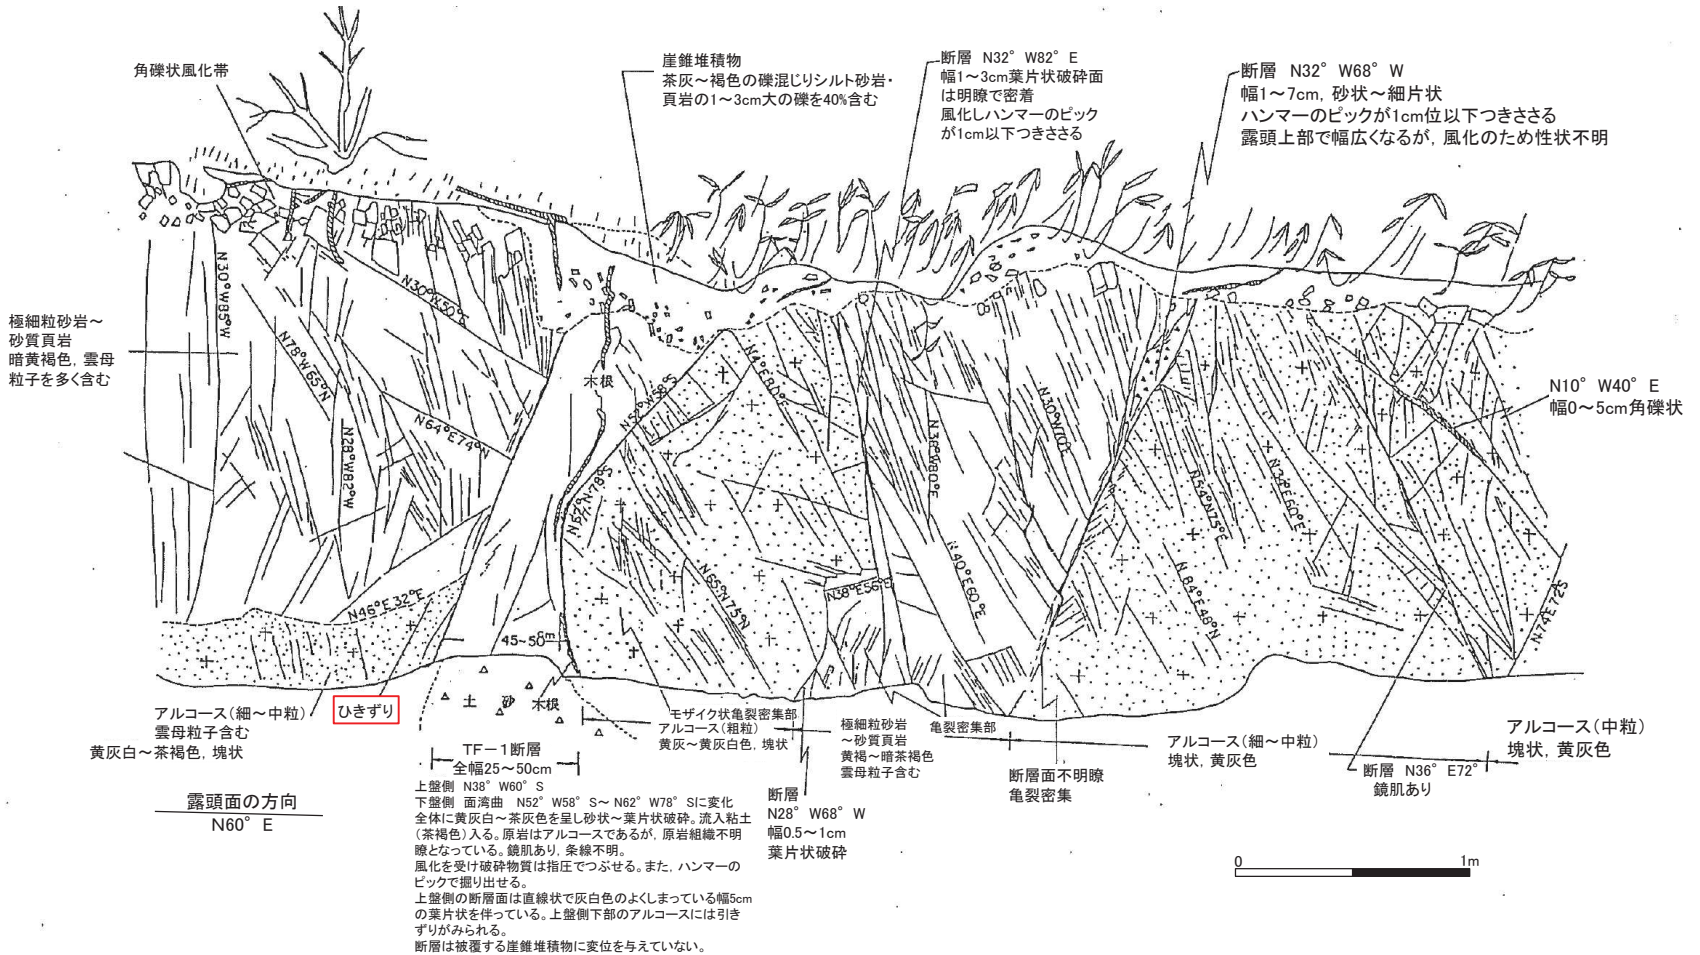 角礫状風化帯
崖錐堆積物
茶灰～褐色の礫混じりシルト砂岩・
頁岩の1～3cm大の礫を40%含む
断層 N32° W82° E
幅1～3cm葉片状破砕面
は明瞭で密着
風化しハンマーのピック
が1cm以下つきささる
断層 N32° W68° W
幅1～7cm, 砂状～細片状
ハンマーのピックが1cm位以下つきささる
露頭上部で幅広くなるが, 風化のため性状不明
極細粒砂岩～
砂質頁岩
暗黄褐色, 雲母
粒子を多く含む
N30°W85°W
N78°W65°N
N28°W82°W
N30°W50°E
N64°E74°N
N46°E32°E
木根
N52°W58°S
N4°E80°E
N65°N75°N
N38°E56°E
N38°W80°E
N40°E60°E
N54°N75°E
N34°E60°E
N84°E48°N
N74°E72°S
N10° W40° E
幅0～5cm角礫状
45~50cm
土 砂 木根
ひきずり
アルコース(細～中粒)
雲母粒子含む
黄灰白～茶褐色, 塊状
露頭面の方向
N60° E
TF－1断層
全幅25～50cm
上盤側 N38° W60° S
下盤側 面湾曲 N52° W58° S～ N62° W78° Sに変化
全体に黄灰白～茶灰色を呈し砂状～葉片状破砕。流入粘土
(茶褐色)入る。原岩はアルコースであるが, 原岩組織不明
瞭となっている。鏡肌あり, 条線不明。
風化を受け破砕物質は指圧でつぶせる。また, ハンマーの
ピックで掘り出せる。
上盤側の断層面は直線状で灰白色のよくしまっている幅5cm
の葉片状を伴っている。上盤側下部のアルコースには引き
ずりがみられる。
断層は被覆する崖錐堆積物に変位を与えていない。
モザイク状亀裂密集部
アルコース(粗粒)
黄灰～黄灰白色, 塊状
断層
N28° W68° W
幅0.5～1cm
葉片状破砕
極細粒砂岩
～砂質頁岩
黄褐～暗茶褐色
雲母粒子含む
亀裂密集部
断層面不明瞭
亀裂密集
アルコース(細～中粒)
塊状, 黄灰色
断層 N36° E72°
鏡肌あり
アルコース(中粒)
塊状, 黄灰色
0 1m